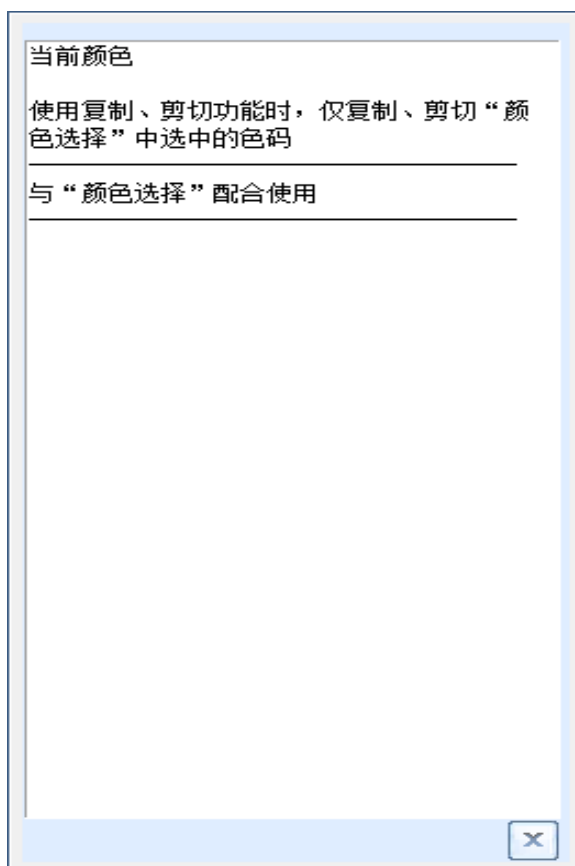 当前颜色
使用复制、剪切功能时，仅复制、剪切“颜
色选择”中选中的色码
与“颜色选择”配合使用